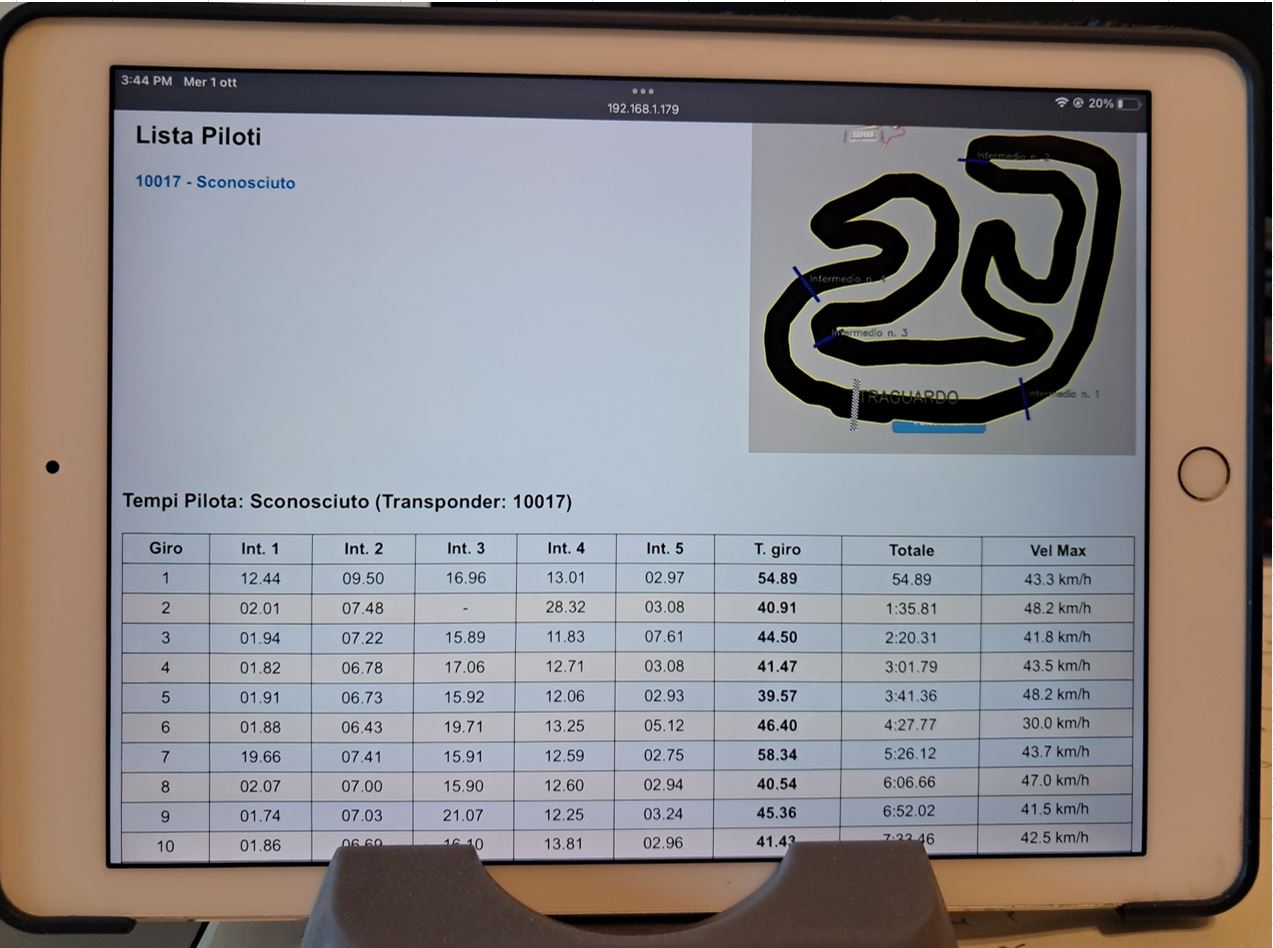 3:44 PM Mer 1 ott
192.168.1.179
20%
Lista Piloti
10017 - Sconosciuto
Intermedio n. 2
Intermedio n. 4
Intermedio n. 3
TRAGUARDO
Intermedio n. 1
Tempi Pilota: Sconosciuto (Transponder: 10017)
Giro Int. 1 Int. 2 Int. 3 Int. 4 Int. 5 T. giro Totale Vel Max
1 12.44 09.50 16.96 13.01 02.97 54.89 54.89 43.3 km/h
2 02.01 07.48 - 28.32 03.08 40.91 1:35.81 48.2 km/h
3 01.94 07.22 15.89 11.83 07.61 44.50 2:20.31 41.8 km/h
4 01.82 06.78 17.06 12.71 03.08 41.47 3:01.79 43.5 km/h
5 01.91 06.73 15.92 12.06 02.93 39.57 3:41.36 48.2 km/h
6 01.88 06.43 19.71 13.25 05.12 46.40 4:27.77 30.0 km/h
7 19.66 07.41 15.91 12.59 02.75 58.34 5:26.12 43.7 km/h
8 02.07 07.00 15.90 12.60 02.94 40.54 6:06.66 47.0 km/h
9 01.74 07.03 21.07 12.25 03.24 45.36 6:52.02 41.5 km/h
10 01.86 06.69 16.10 13.81 02.96 41.43 7:33.46 42.5 km/h